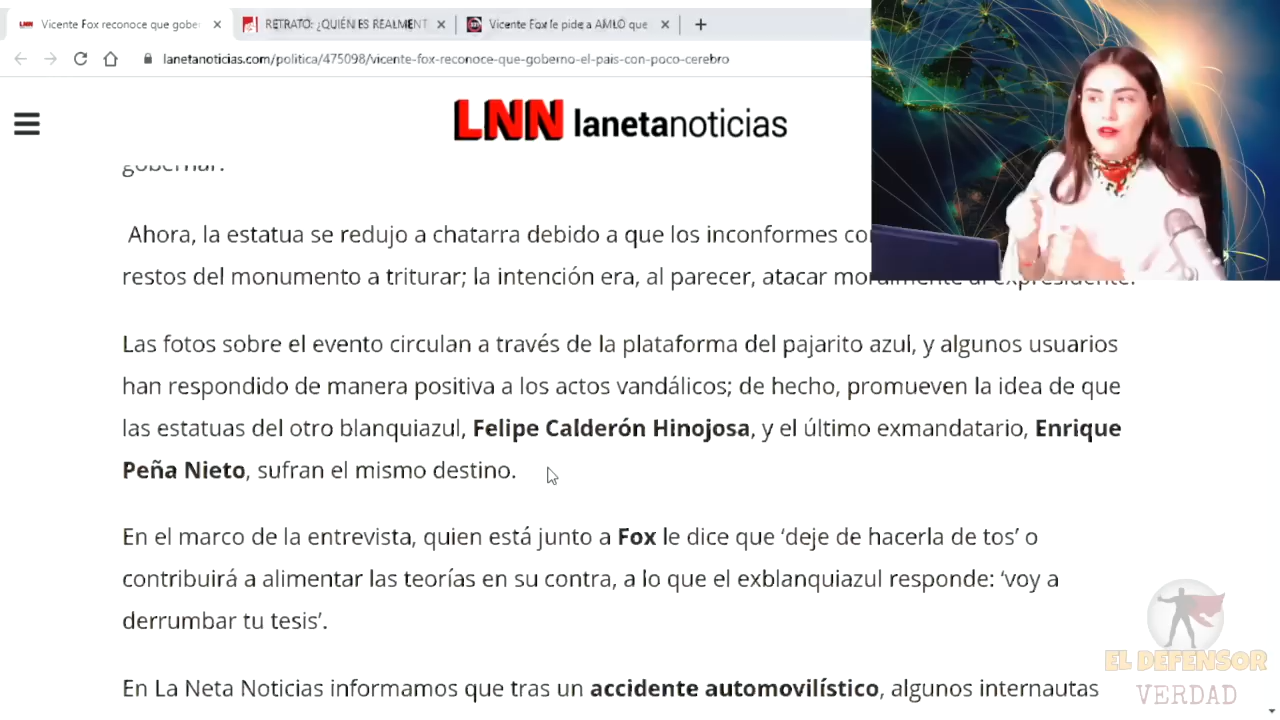 LNN Vicente Fox reconoce que gobe × RETRATO: ¿QUIÉN ES REALMENT × Vicente Fox le pide a AMLO que × +
lanetanoticias.com/politica/475098/vicente-fox-reconoce-que-goberno-el-pais-con-poco-cerebro
LNN lanetanoticias
gobernar.
Ahora, la estatua se redujo a chatarra debido a que los inconformes
restos del monumento a triturar; la intención era, al parecer, atacar moralmente al expresidente.
Las fotos sobre el evento circulan a través de la plataforma del pajarito azul, y algunos usuarios
han respondido de manera positiva a los actos vandálicos; de hecho, promueven la idea de que
las estatuas del otro blanquiazul, Felipe Calderón Hinojosa, y el último exmandatario, Enrique
Peña Nieto, sufran el mismo destino.
En el marco de la entrevista, quien está junto a Fox le dice que ‘deje de hacerla de tos’ o
contribuirá a alimentar las teorías en su contra, a lo que el exblanquiazul responde: ‘voy a
derrumbar tu tesis’.
En La Neta Noticias informamos que tras un accidente automovilístico, algunos internautas
EL DEFENSOR
VERDAD